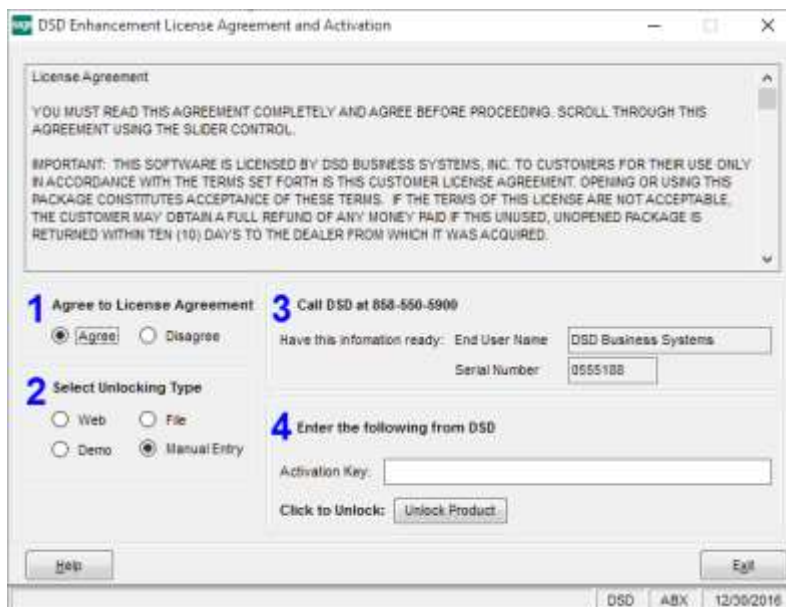 sage DSD Enhancement License Agreement and Activation
License Agreement
YOU MUST READ THIS AGREEMENT COMPLETELY AND AGREE BEFORE PROCEEDING. SCROLL THROUGH THIS
AGREEMENT USING THE SLIDER CONTROL.
IMPORTANT: THIS SOFTWARE IS LICENSED BY DSD BUSINESS SYSTEMS, INC. TO CUSTOMERS FOR THEIR USE ONLY
IN ACCORDANCE WITH THE TERMS SET FORTH IS THIS CUSTOMER LICENSE AGREEMENT. OPENING OR USING THIS
PACKAGE CONSTITUTES ACCEPTANCE OF THESE TERMS. IF THE TERMS OF THIS LICENSE ARE NOT ACCEPTABLE,
THE CUSTOMER MAY OBTAIN A FULL REFUND OF ANY MONEY PAID IF THIS UNUSED, UNOPENED PACKAGE IS
RETURNED WITHIN TEN (10) DAYS TO THE DEALER FROM WHICH IT WAS ACQUIRED.
1 Agree to License Agreement
Agree Disagree
2 Select Unlocking Type
Web File
Demo Manual Entry
3 Call DSD at 858-550-5900
Have this infomation ready: End User Name DSD Business Systems
Serial Number 0555188
4 Enter the following from DSD
Activation Key:
Click to Unlock: Unlock Product
Help Exit
DSD ABX 12/30/2016